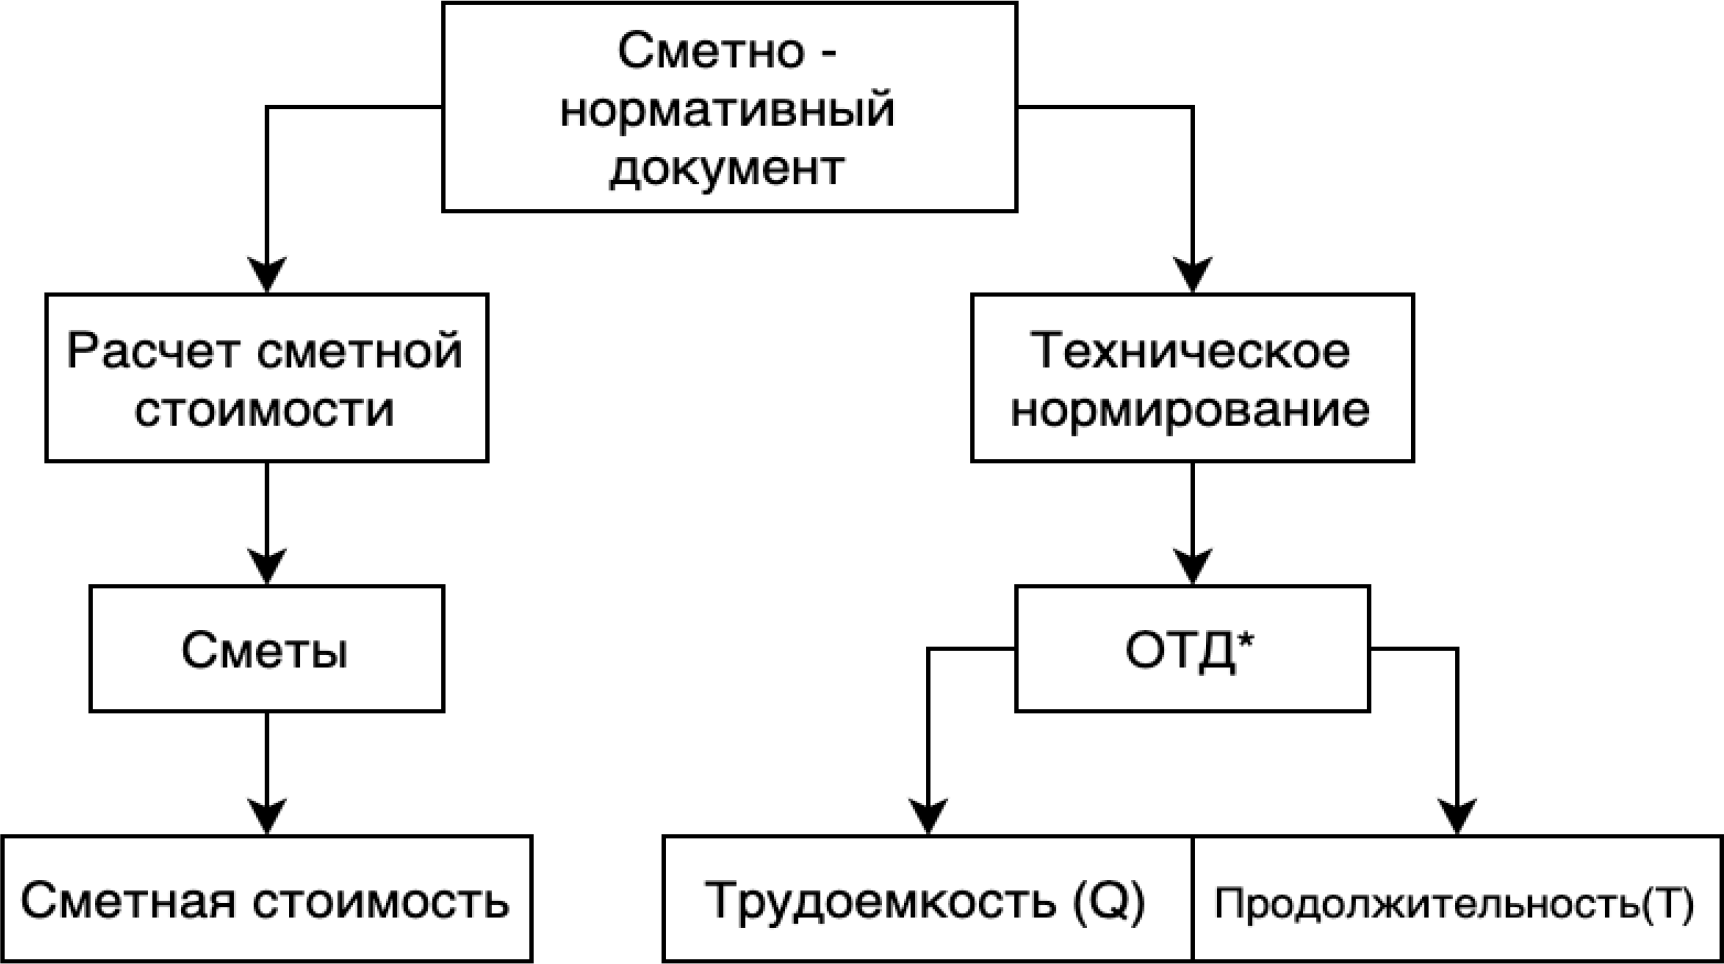 Сметно -
нормативный
документ
Расчет сметной
стоимости
Техническое
нормирование
Сметы
ОТД*
Сметная стоимость
Трудоемкость (Q)
Продолжительность(Т)